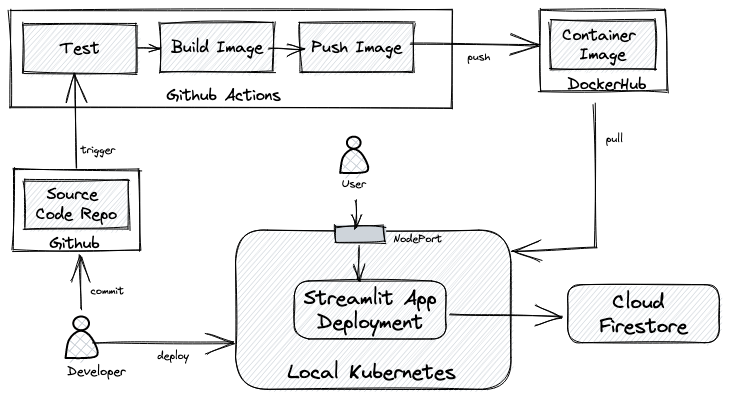 Test
Build Image
Push Image
Github Actions
push
Container
Image
DockerHub
trigger
pull
User
Source
Code Repo
Github
NodePort
commit
Streamlit App
Deployment
Cloud
Firestore
deploy
Developer
Local Kubernetes